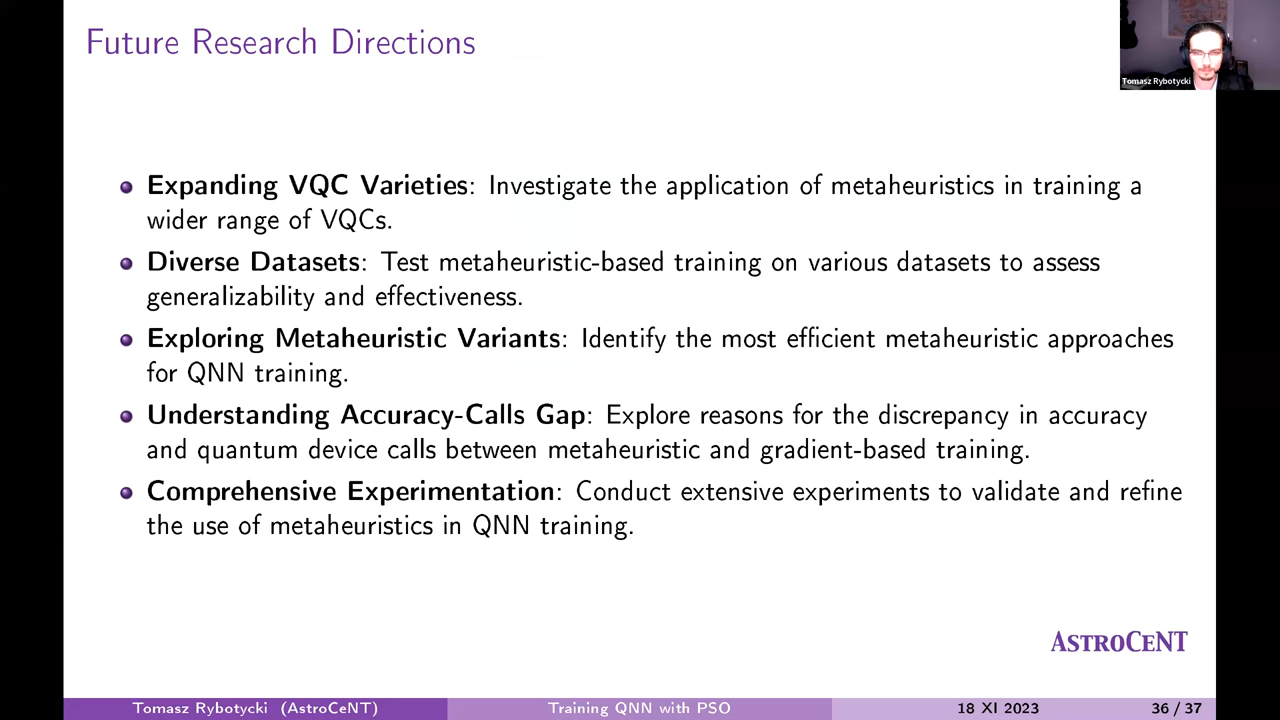 Future Research Directions
Tomasz Rybotycki
Expanding VQC Varieties: Investigate the application of metaheuristics in training a
wider range of VQCs.
Diverse Datasets: Test metaheuristic-based training on various datasets to assess
generalizability and effectiveness.
Exploring Metaheuristic Variants: Identify the most efficient metaheuristic approaches
for QNN training.
Understanding Accuracy-Calls Gap: Explore reasons for the discrepancy in accuracy
and quantum device calls between metaheuristic and gradient-based training.
Comprehensive Experimentation: Conduct extensive experiments to validate and refine
the use of metaheuristics in QNN training.
ASTROCENT
Tomasz Rybotycki (AstroCeNT) Training QNN with PSO 18 XI 2023 36 / 37